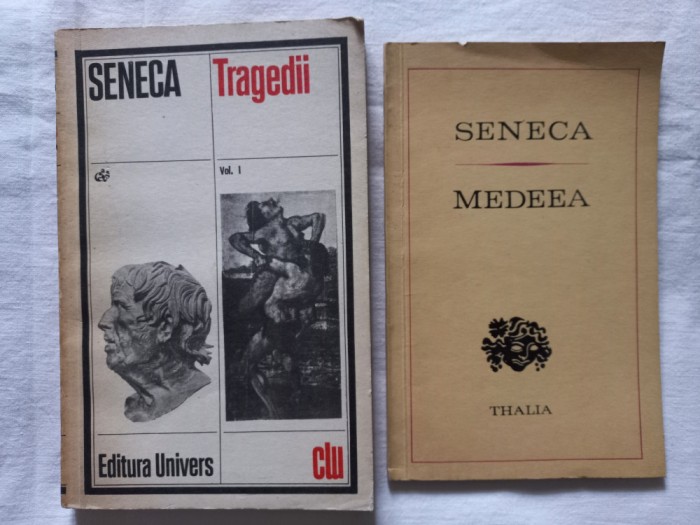 SENECA
Tragedii
Vol. I
Editura Univers
clu
SENECA
MEDEEA
THALIA